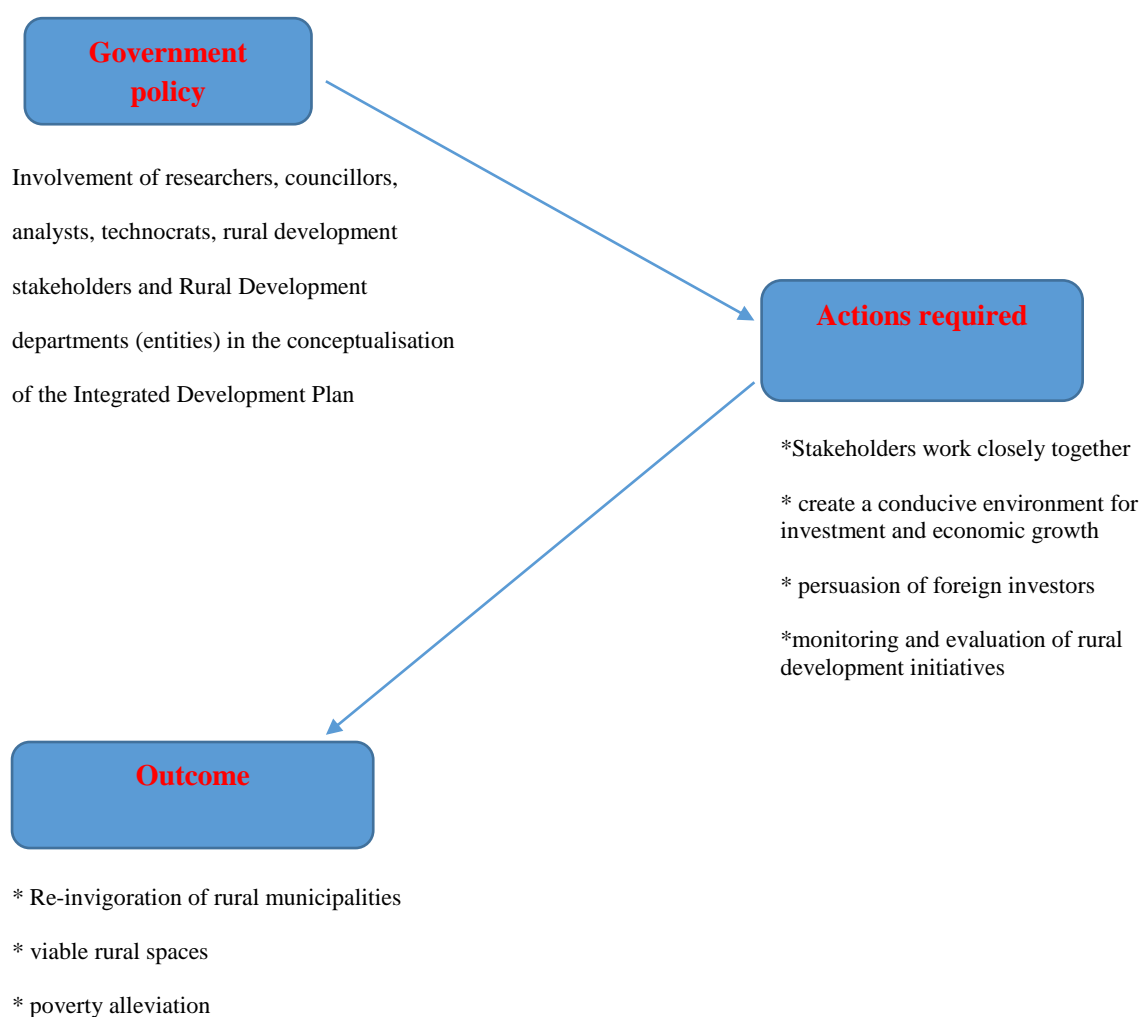 Government
policy
Involvement of researchers, councillors,
analysts, technocrats, rural development
stakeholders and Rural Development
departments (entities) in the conceptualisation
of the Integrated Development Plan
Actions required
*Stakeholders work closely together
* create a conducive environment for
investment and economic growth
* persuasion of foreign investors
*monitoring and evaluation of rural
development initiatives
Outcome
* Re-invigoration of rural municipalities
* viable rural spaces
* poverty alleviation